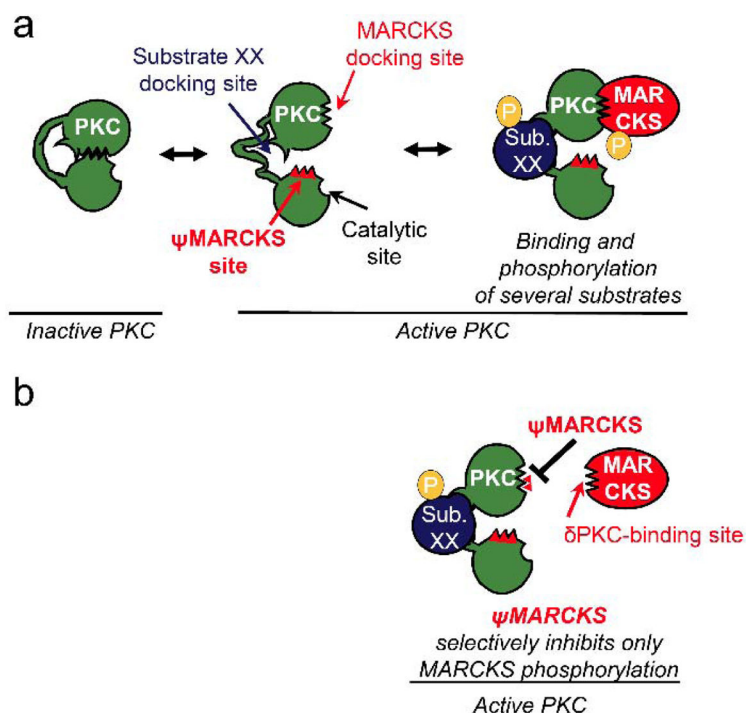 a
MARCKS
docking site
Substrate XX
docking site
PKC
PKC
PKC
MAR
CKS
P
P
Sub.
XX
ψMARCKS
site
Catalytic
site
Binding and
phosphorylation
of several substrates
Inactive PKC
Active PKC
b
ψMARCKS
PKC
MAR
CKS
P
Sub.
XX
δPKC-binding site
ψMARCKS
selectively inhibits only
MARCKS phosphorylation
Active PKC